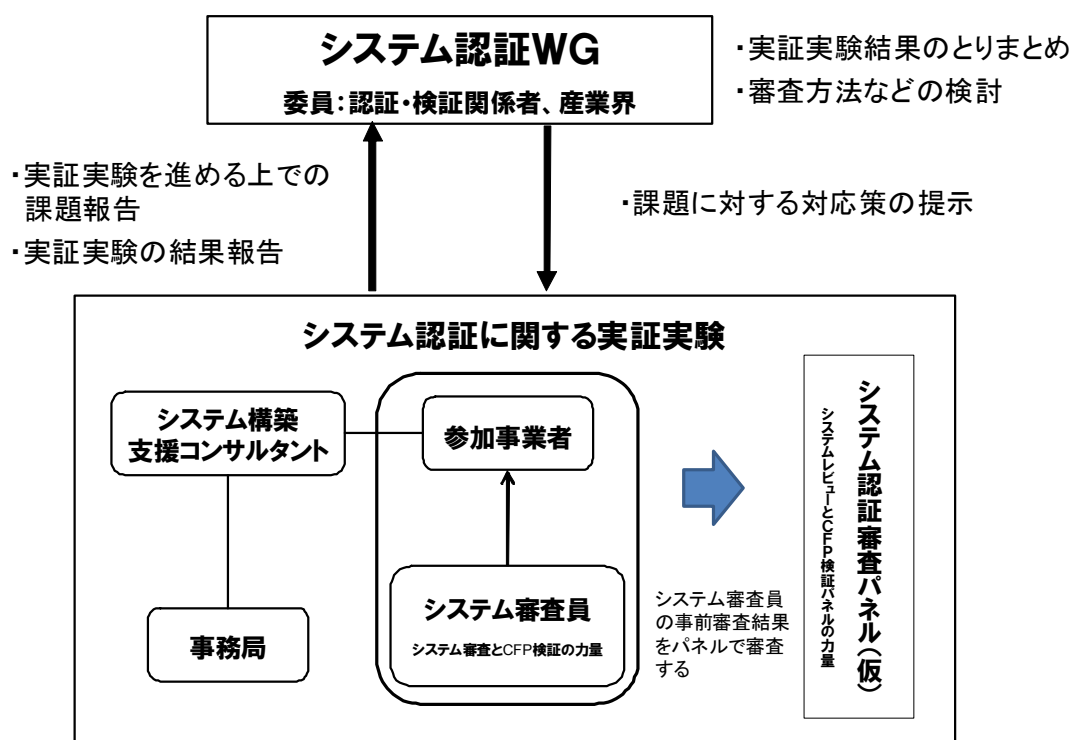 システム認証WG
委員:認証・検証関係者、産業界
・実証実験結果のとりまとめ
・審査方法などの検討
・実証実験を進める上での
課題報告
・実証実験の結果報告
・課題に対する対応策の提示
システム認証に関する実証実験
システム構築
支援コンサルタント
参加事業者
事務局
システム審査員
システム審査とCFP検証の力量
システム審査員
の事前審査結果
をパネルで審査
する
システム認証審査パネル(仮)
システムレビューとCFP検証パネルの力量